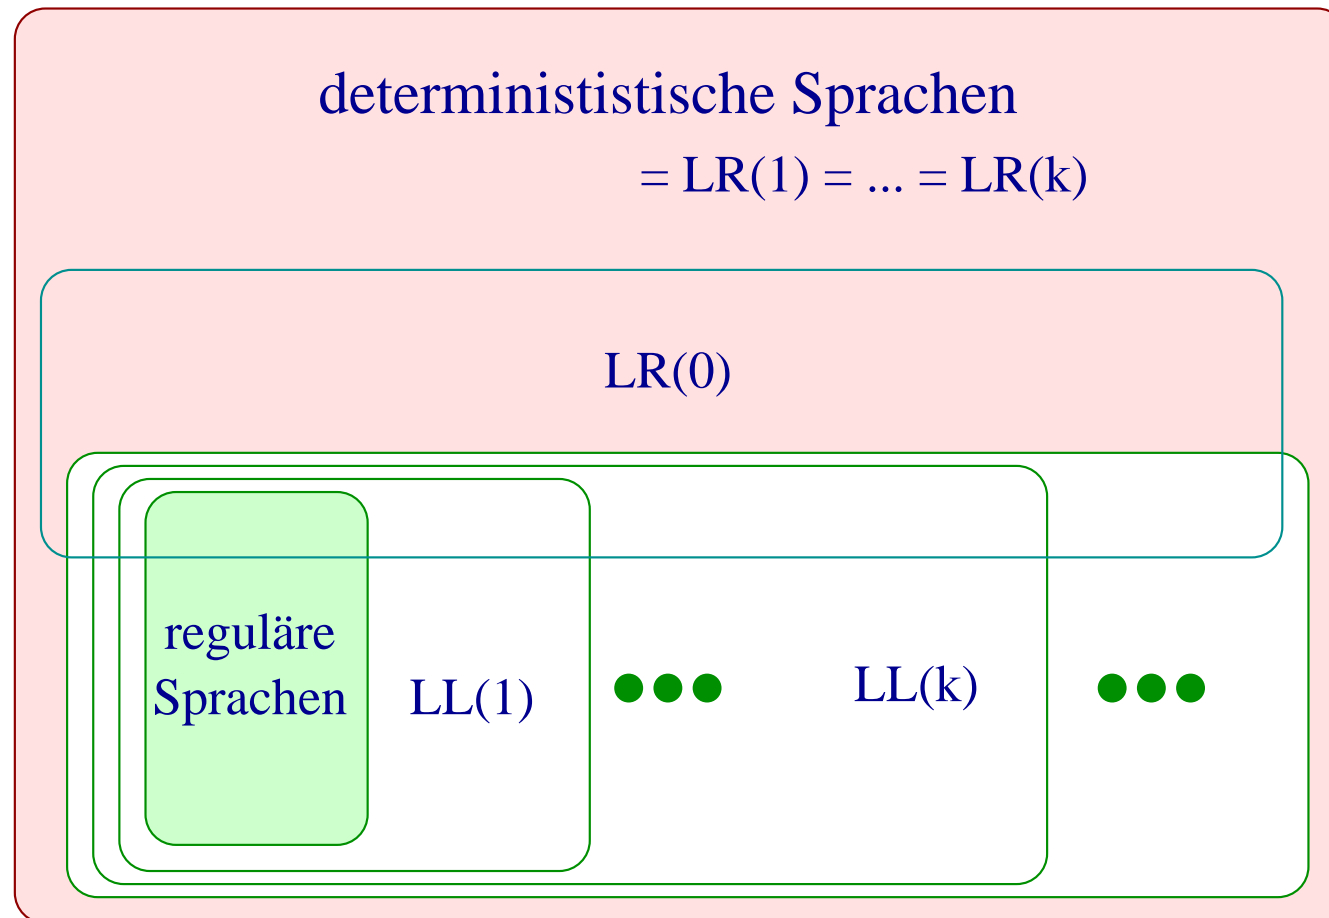 determinististische Sprachen
= LR(1) = ... = LR(k)
LR(0)
reguläre
Sprachen
LL(1)
LL(k)